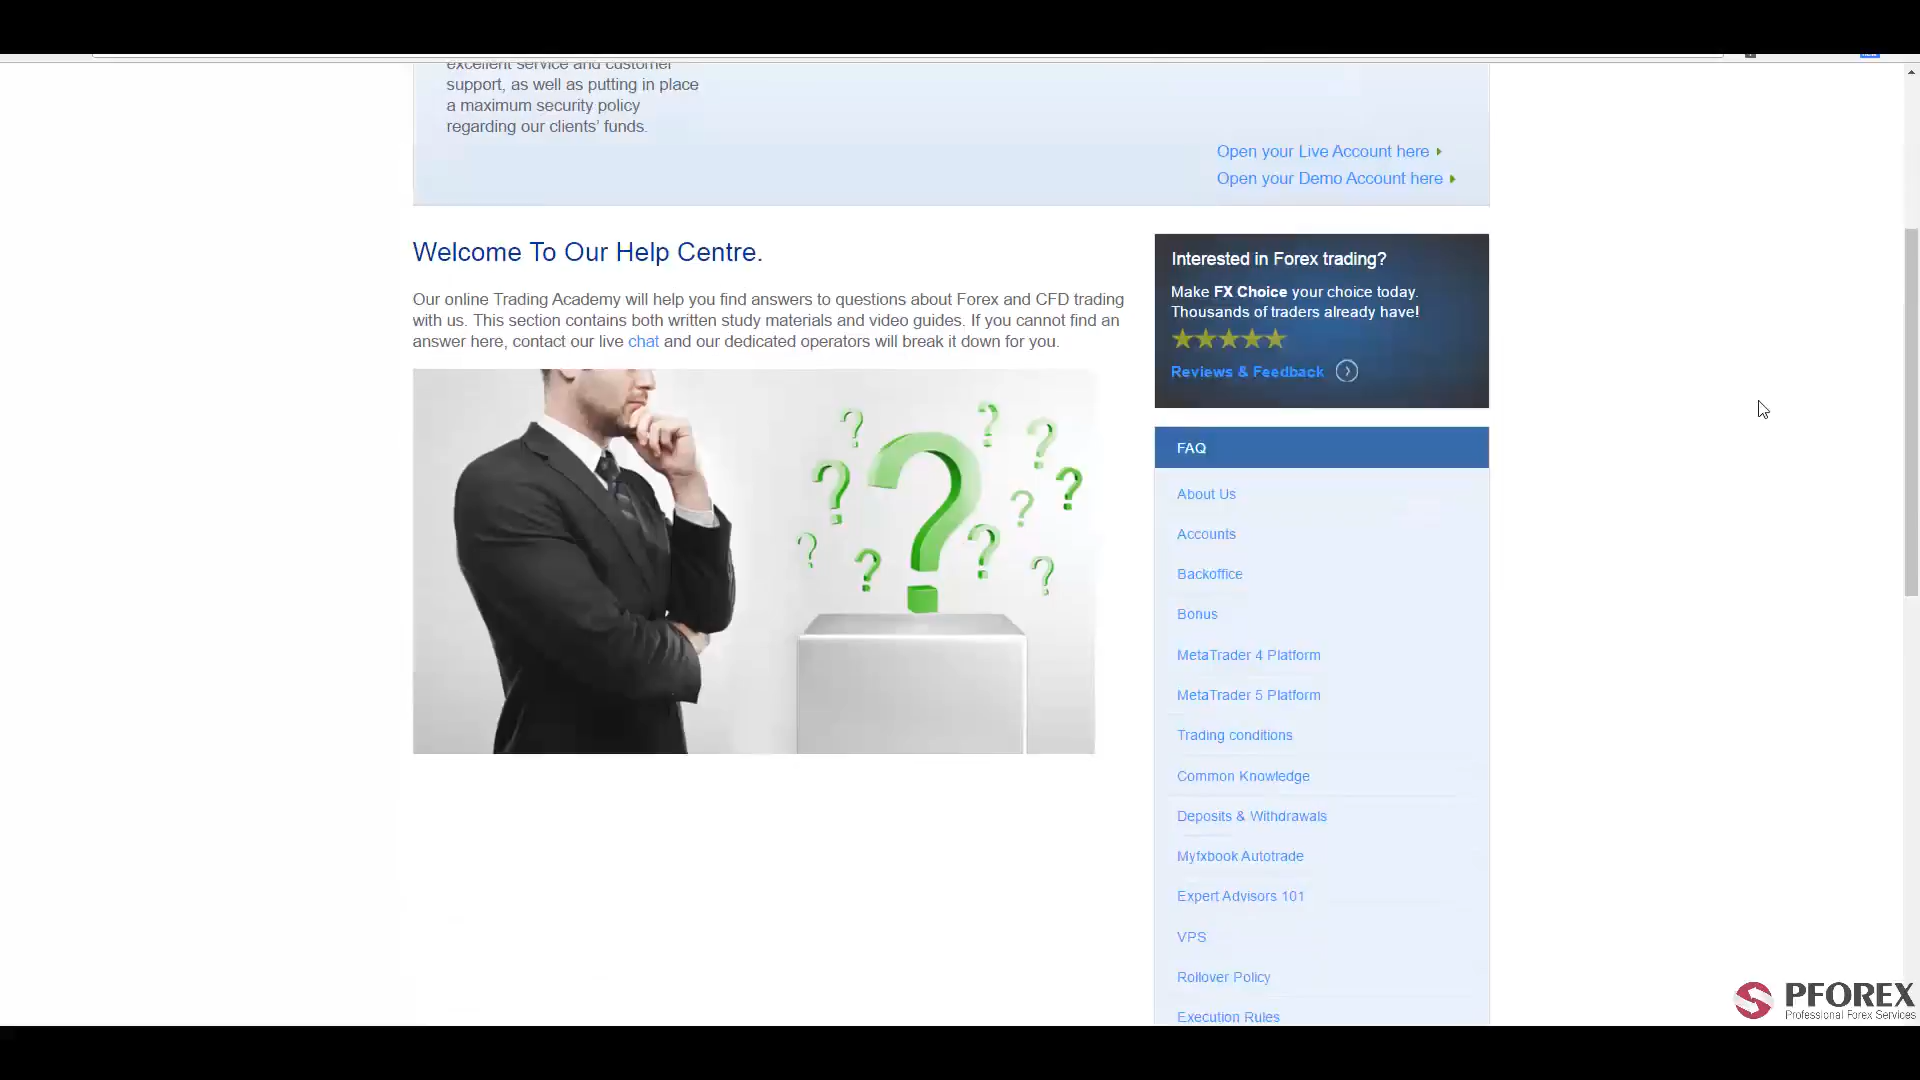 excellent service and customer
support, as well as putting in place
a maximum security policy
regarding our clients' funds.
Open your Live Account here
Open your Demo Account here
Welcome To Our Help Centre.
Our online Trading Academy will help you find answers to questions about Forex and CFD trading
with us. This section contains both written study materials and video guides. If you cannot find an
answer here, contact our live chat and our dedicated operators will break it down for you.
Interested in Forex trading?
Make FX Choice your choice today.
Thousands of traders already have!
Reviews & Feedback
FAQ
About Us
Accounts
Backoffice
Bonus
MetaTrader 4 Platform
MetaTrader 5 Platform
Trading conditions
Common Knowledge
Deposits & Withdrawals
Myfxbook Autotrade
Expert Advisors 101
VPS
Rollover Policy
Execution Rules
PFOREX
Professional Forex Services